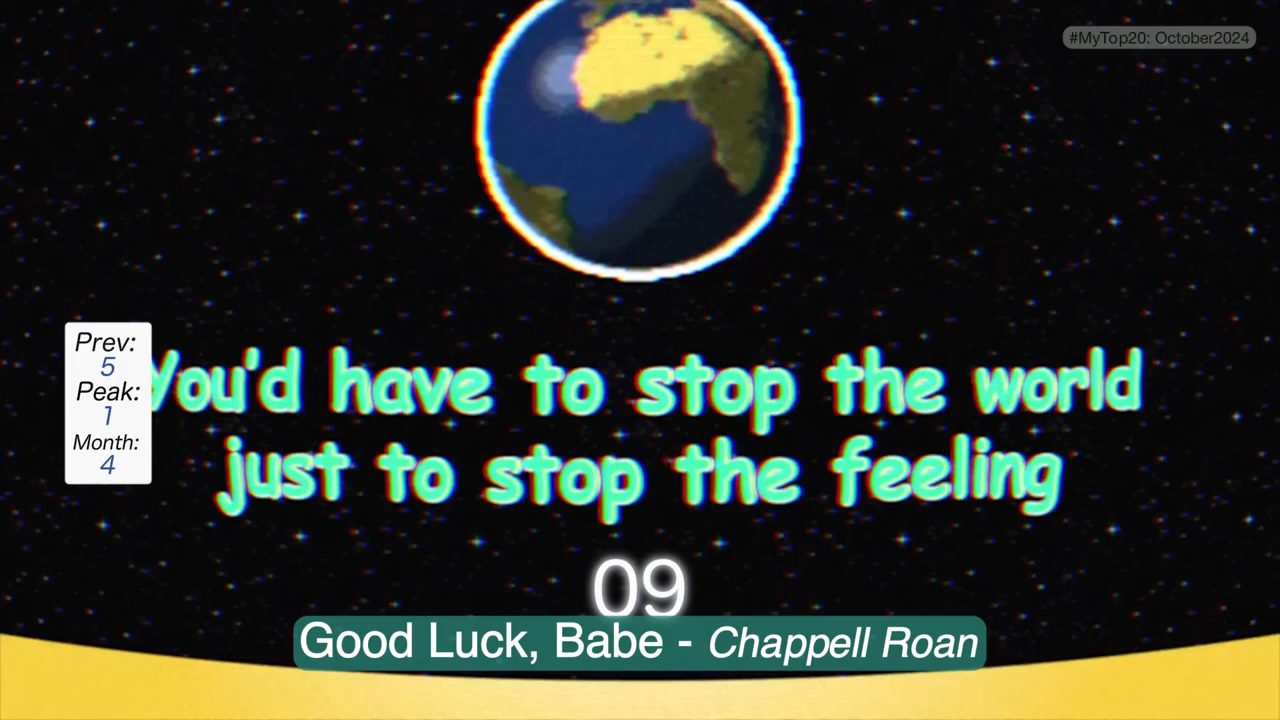 #MyTop20: October2024
Prev:
5
Peak:
1
Month:
4
You'd have to stop the world
just to stop the feeling
09
Good Luck, Babe - Chappell Roan